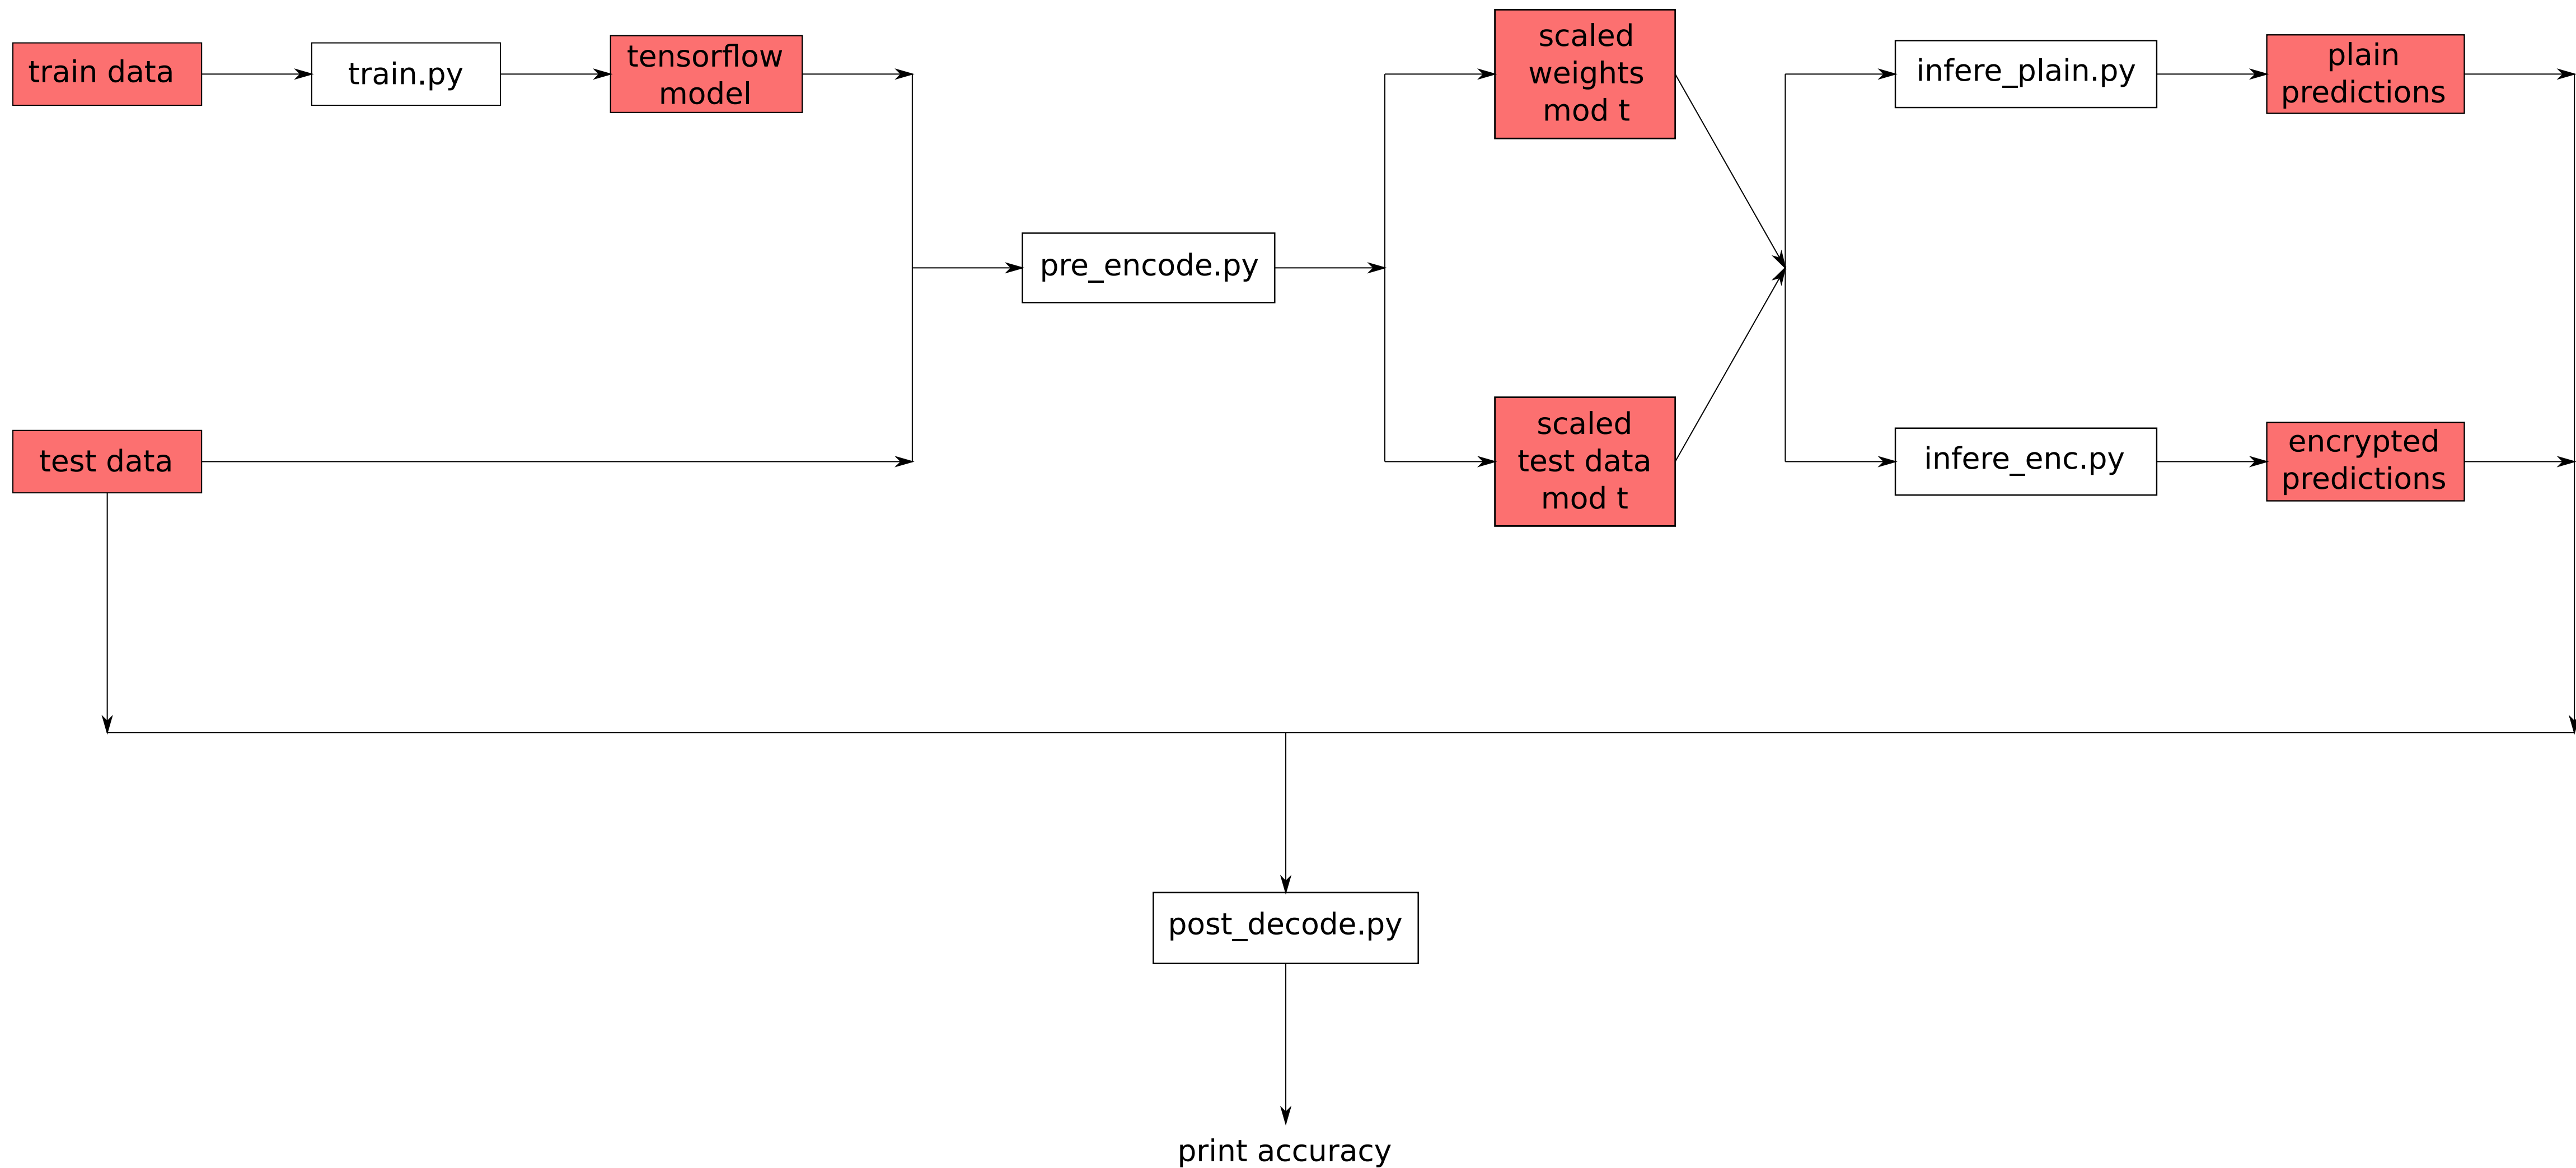 train data
train.py
tensorflow
model
test data
pre_encode.py
scaled
weights
mod t
scaled
test data
mod t
infere_plain.py
plain
predictions
infere_enc.py
encrypted
predictions
post_decode.py
print accuracy